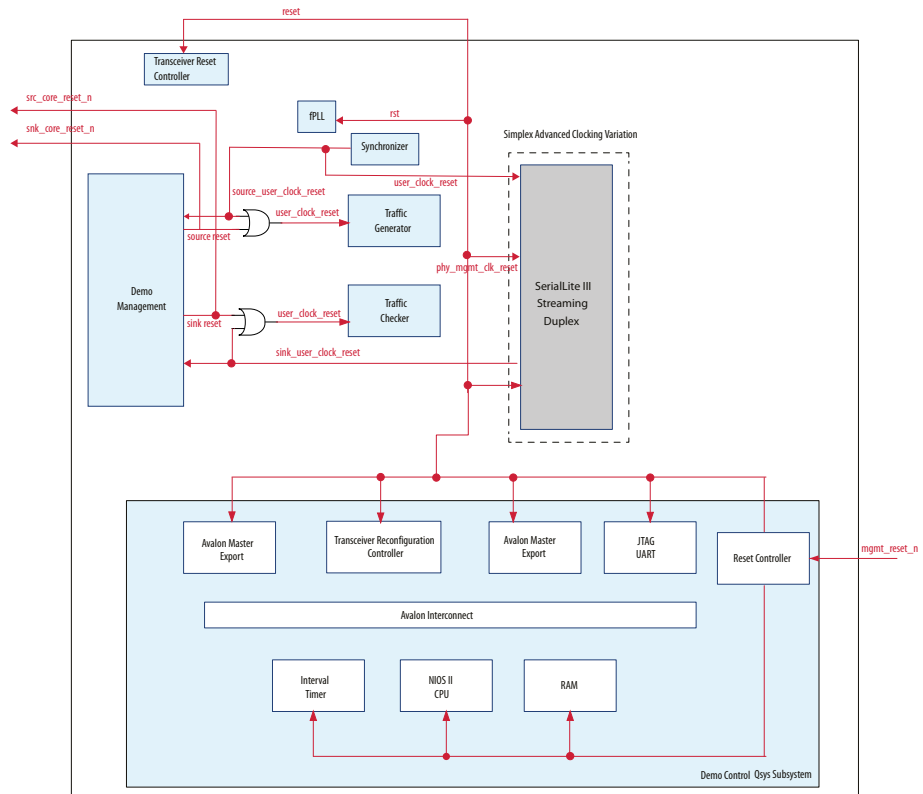 reset
Transceiver Reset
Controller
src_core_reset_n
fPLL
rst
snk_core_reset_n
Simplex Advanced Clocking Variation
Synchronizer
user_clock_reset
source_user_clock_reset
user_clock_reset
Traffic
Generator
source reset
phy_mgmt_clk_reset
SerialLite III
Streaming
Duplex
Demo
Management
Traffic
Checker
user_clock_reset
sink reset
sink_user_clock_reset
Avalon Master
Export
Transceiver Reconfiguration
Controller
Avalon Master
Export
JTAG
UART
Reset Controller
mgmt_reset_n
Avalon Interconnect
Interval
Timer
NIOS II
CPU
RAM
Demo Control Qsys Subsystem